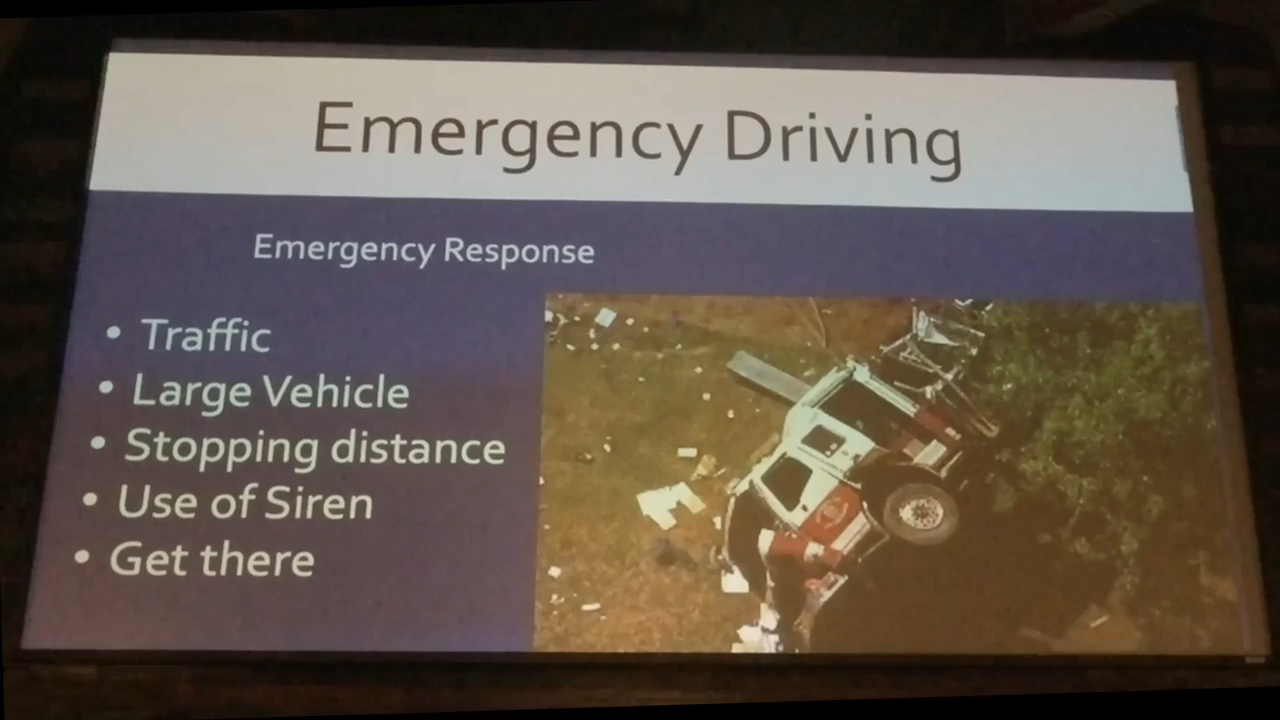 Emergency Driving
Emergency Response
• Traffic
• Large Vehicle
• Stopping distance
• Use of Siren
• Get there